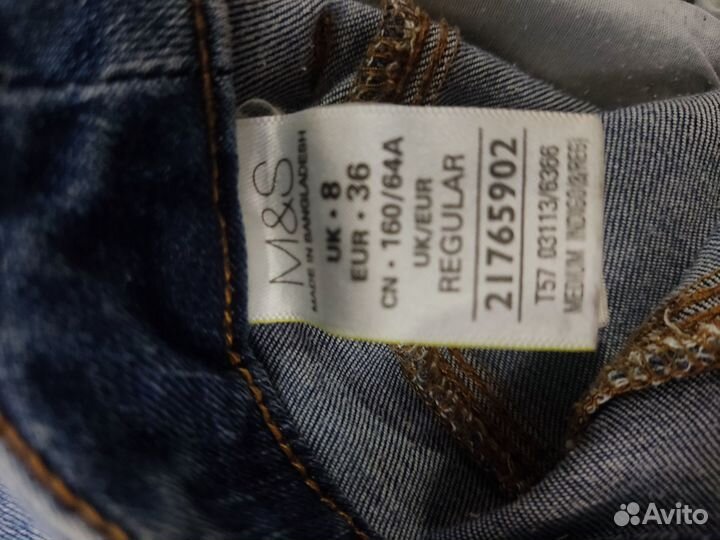 M&S
MADE IN BANGLADESH
UK • 8
EUR • 36
CN • 160/64A
UK/EUR
REGULAR
21765902
T57 03113/6366
MEDIUM INDIGO
Avito